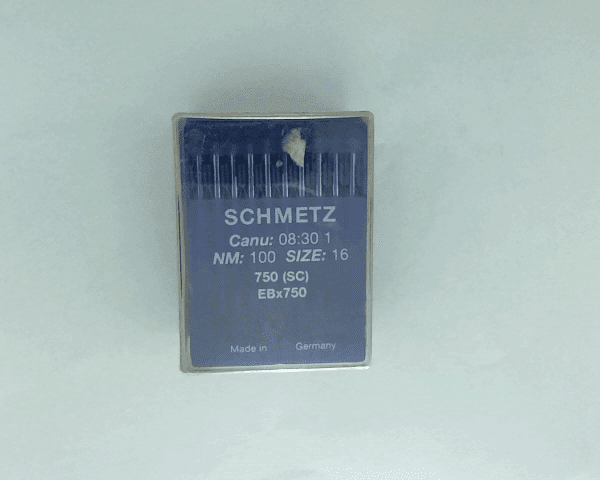 SCHMETZ
Canu: 08:30 1
NM: 100 SIZE: 16
750 (SC)
EBx750
Made in Germany